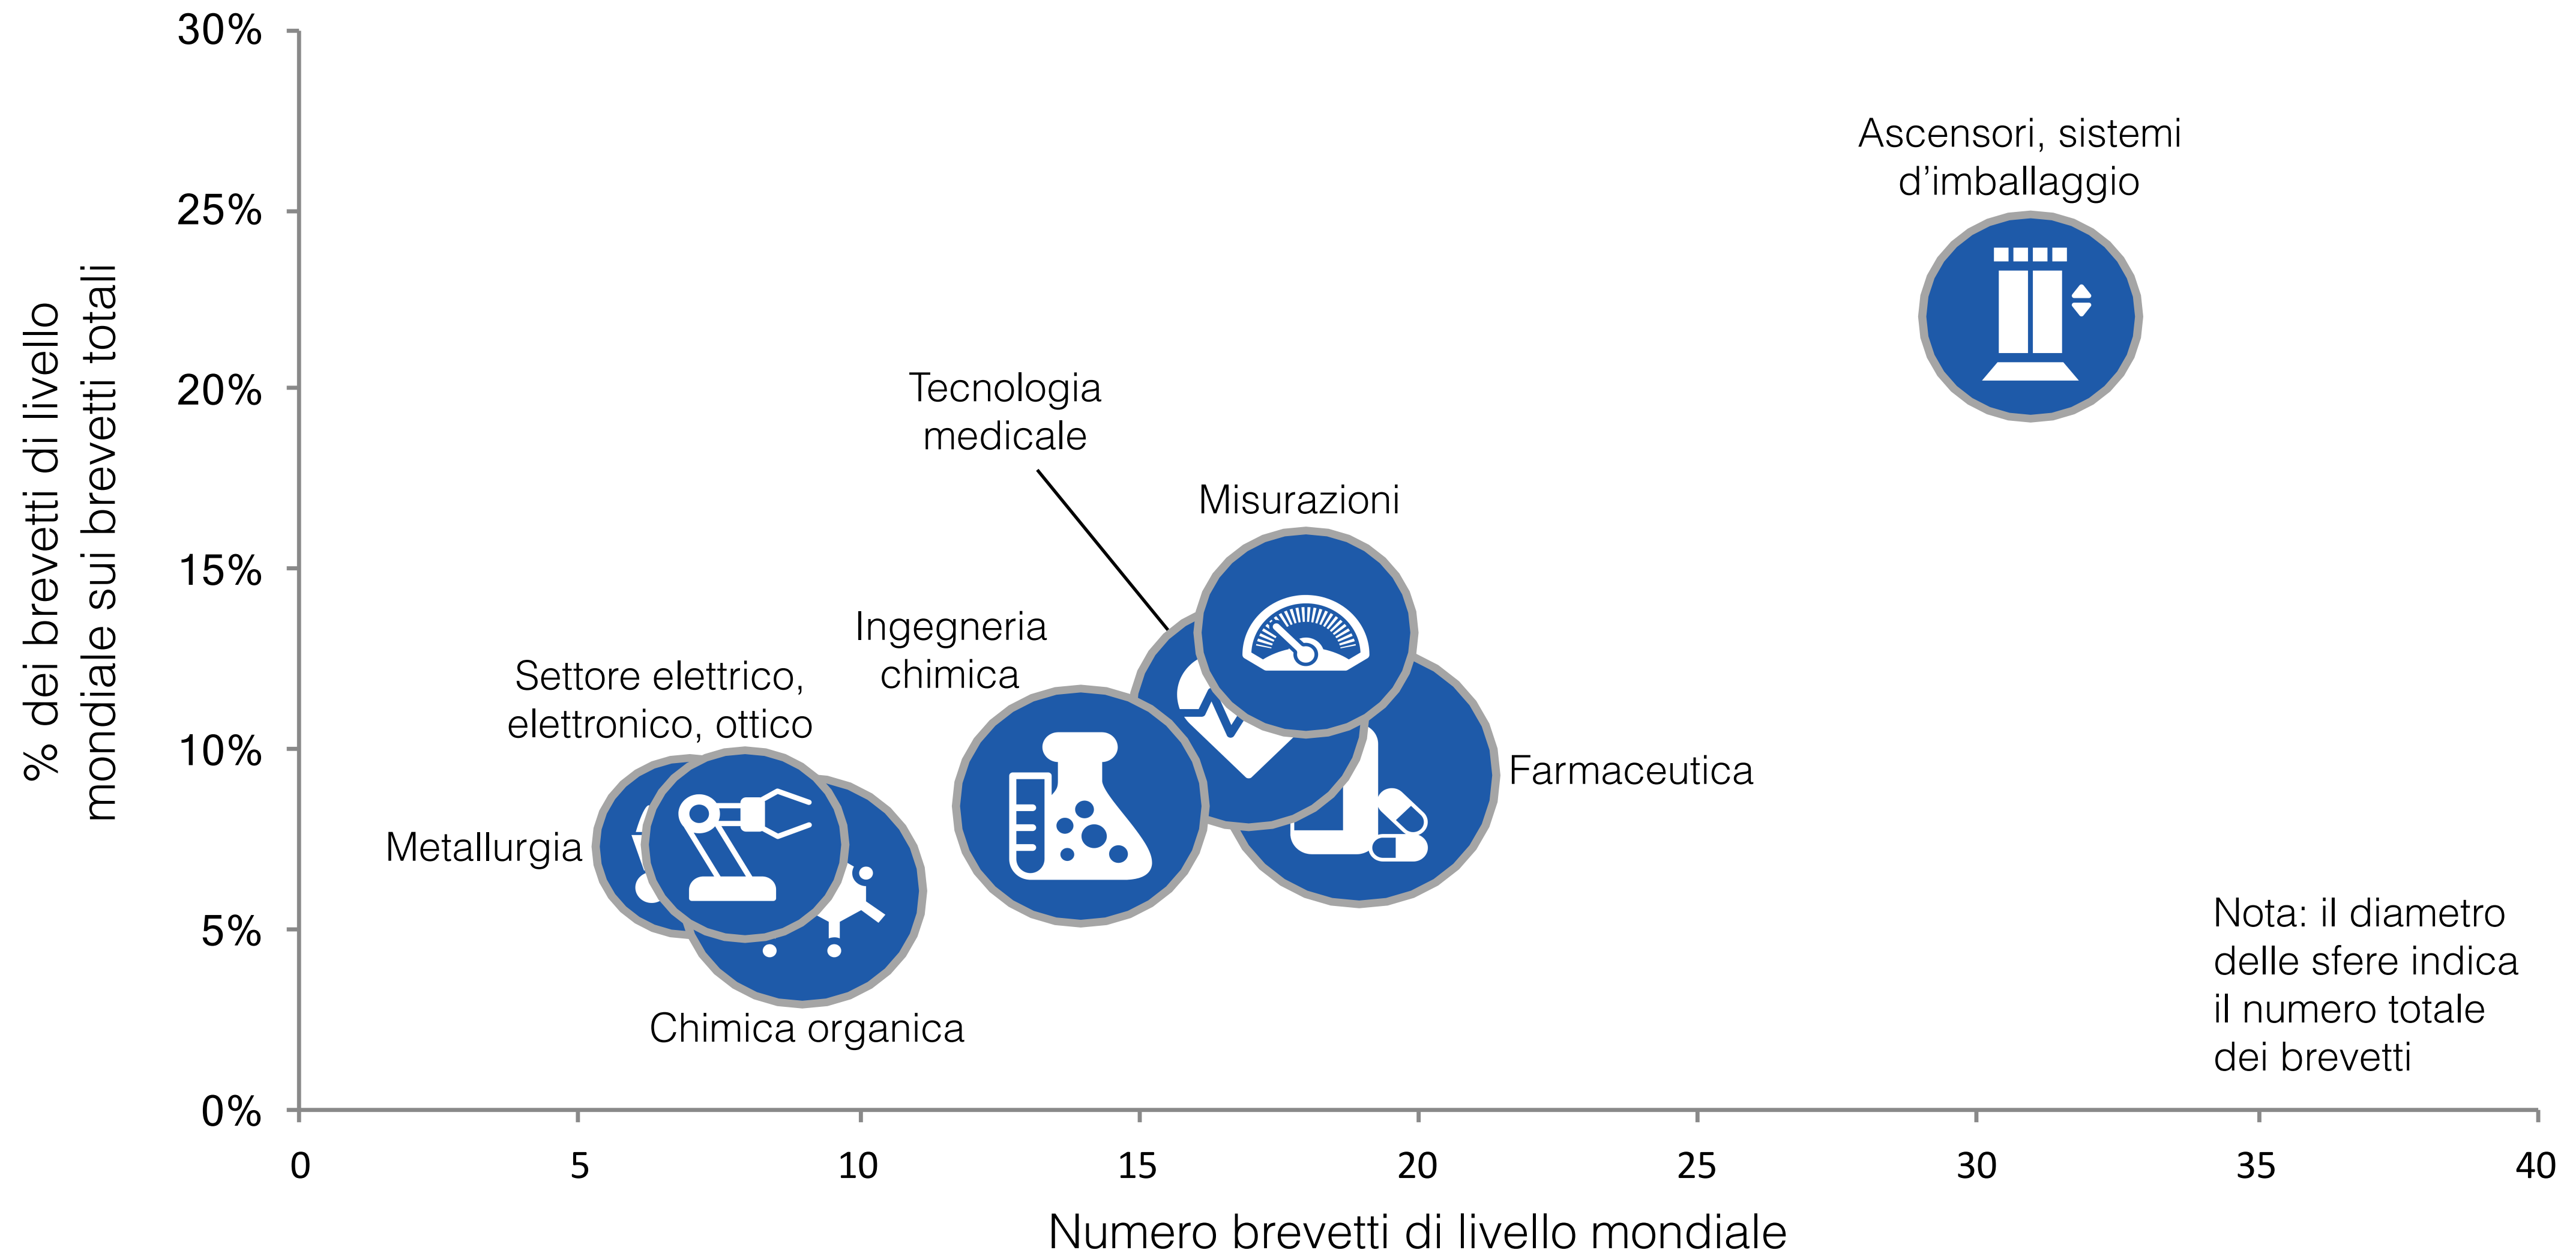 % dei brevetti di livello
mondiale sui brevetti totali
30%
25%
20%
15%
10%
5%
0%
Ascensori, sistemi
d’imballaggio
Tecnologia
medicale
Misurazioni
Ingegneria
chimica
Settore elettrico,
elettronico, ottico
Farmaceutica
Metallurgia
Chimica organica
Nota: il diametro
delle sfere indica
il numero totale
dei brevetti
0 5 10 15 20 25 30 35 40
Numero brevetti di livello mondiale